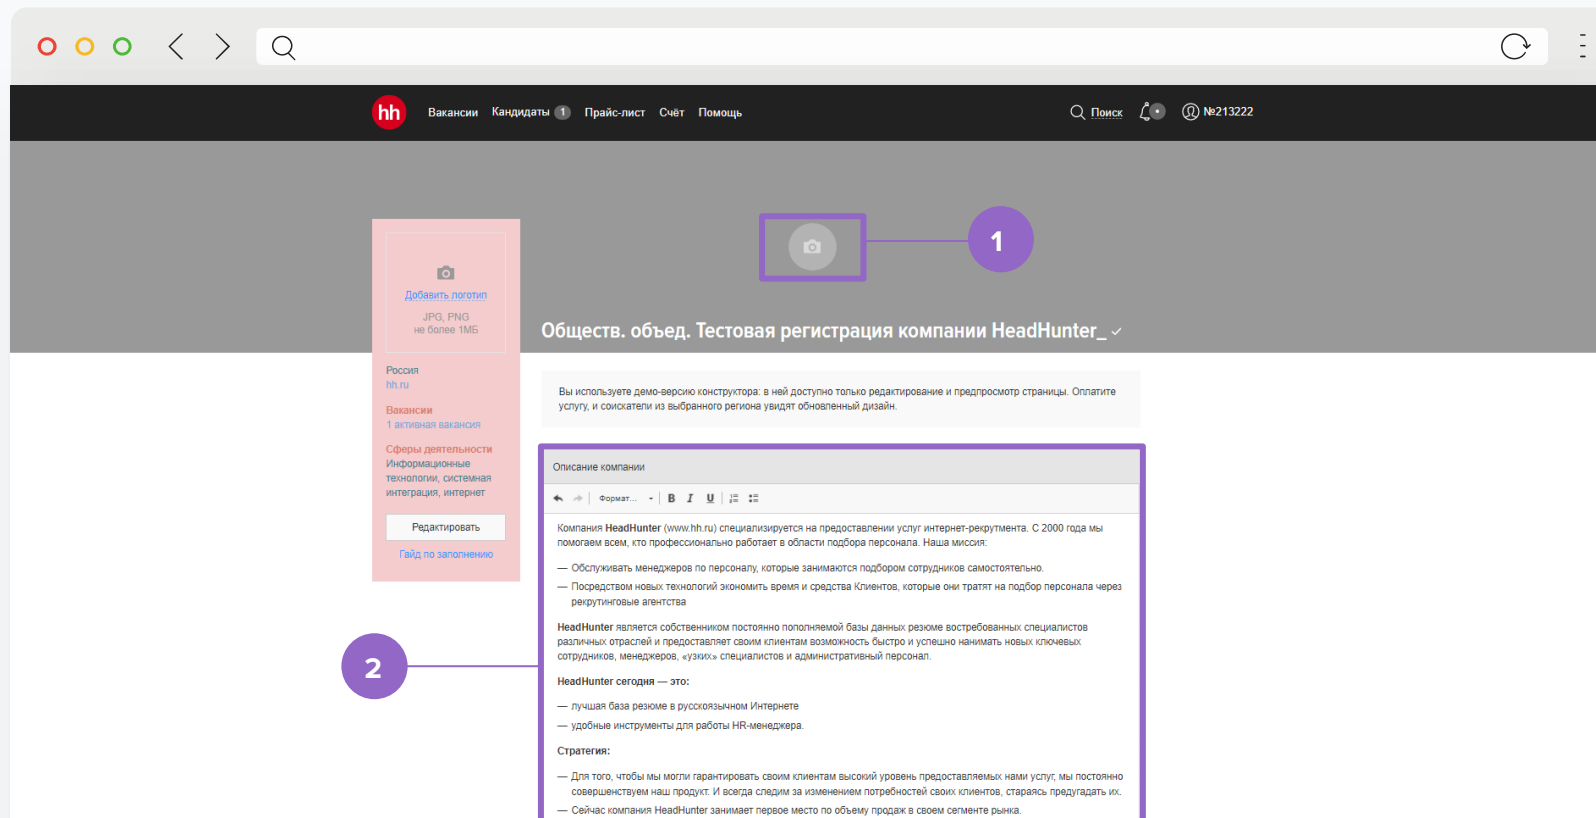 hh Вакансии Кандидаты 1 Прайс-лист Счёт Помощь Поиск №213222
1
Добавить логотип
JPG, PNG
не более 1МБ
Обществ. объед. Тестовая регистрация компании HeadHunter_
Россия
hh.ru
Вакансии
1 активная вакансия
Сферы деятельности
Информационные
технологии, системная
интеграция, интернет
Редактировать
Гайд по заполнению
Вы используете демо-версию конструктора: в ней доступно только редактирование и предпросмотр страницы. Оплатите
услугу, и соискатели из выбранного региона увидят обновленный дизайн.
2
Описание компании
Формат... B I U
Компания HeadHunter (www.hh.ru) специализируется на предоставлении услуг интернет-рекрутмента. С 2000 года мы
помогаем всем, кто профессионально работает в области подбора персонала. Наша миссия:
— Обслуживать менеджеров по персоналу, которые занимаются подбором сотрудников самостоятельно.
— Посредством новых технологий экономить время и средства Клиентов, которые они тратят на подбор персонала через
рекрутинговые агентства
HeadHunter является собственником постоянно пополняемой базы данных резюме востребованных специалистов
различных отраслей и предоставляет своим клиентам возможность быстро и успешно нанимать новых ключевых
сотрудников, менеджеров, «узких» специалистов и административный персонал.
HeadHunter сегодня — это:
— лучшая база резюме в русскоязычном Интернете
— удобные инструменты для работы HR-менеджера.
Стратегия:
— Для того, чтобы мы могли гарантировать своим клиентам высокий уровень предоставляемых нами услуг, мы постоянно
совершенствуем наш продукт. И всегда следим за изменением потребностей своих клиентов, стараясь предугадать их.
— Сейчас компания HeadHunter занимает первое место по объему продаж в своем сегменте рынка.